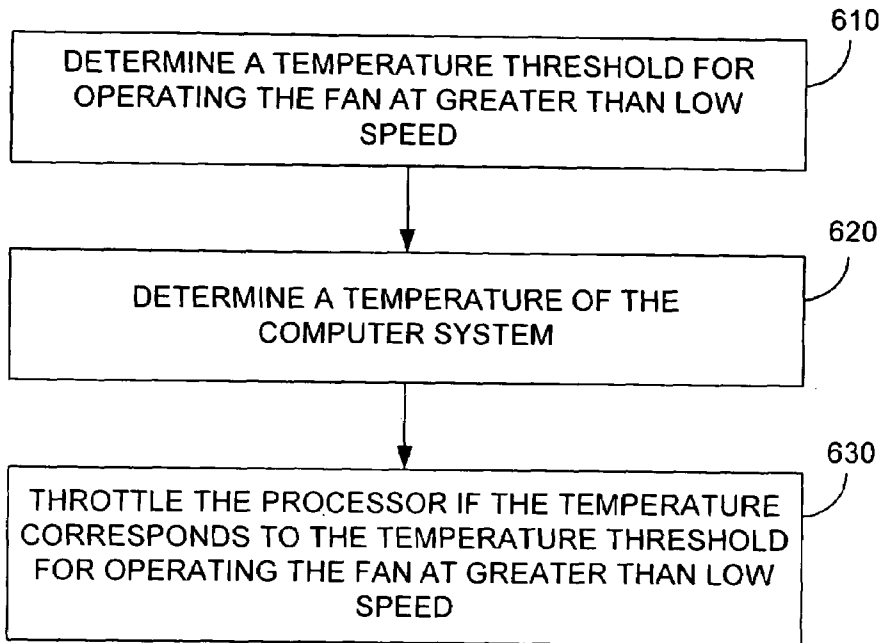 610
DETERMINE A TEMPERATURE THRESHOLD FOR
OPERATING THE FAN AT GREATER THAN LOW
SPEED
620
DETERMINE A TEMPERATURE OF THE
COMPUTER SYSTEM
630
THROTTLE THE PROCESSOR IF THE TEMPERATURE
CORRESPONDS TO THE TEMPERATURE THRESHOLD
FOR OPERATING THE FAN AT GREATER THAN LOW
SPEED